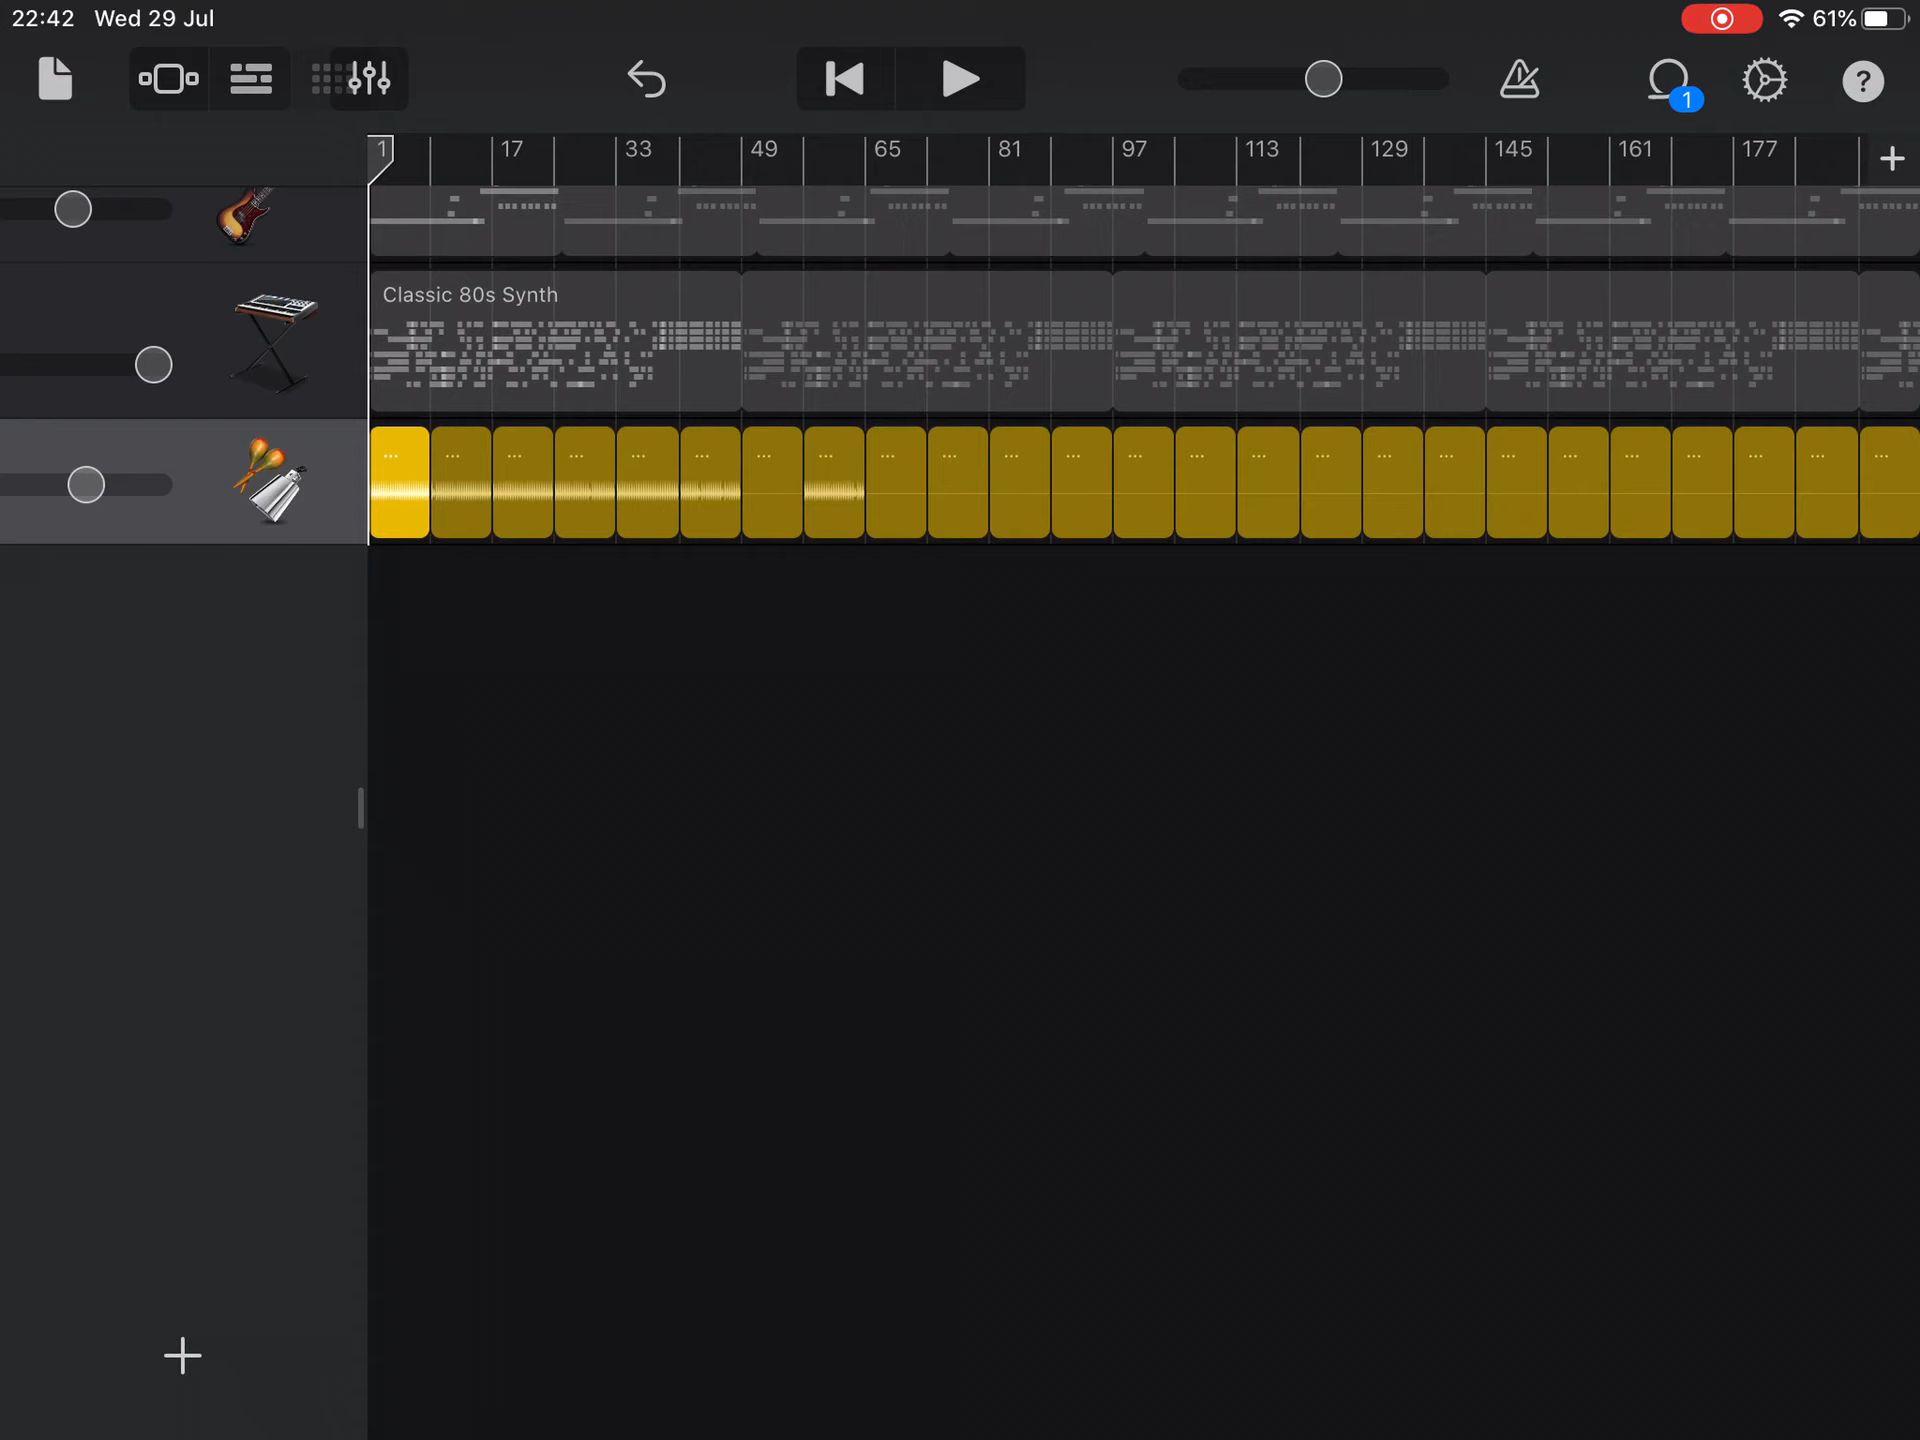 22:42 Wed 29 Jul 61%
?
1
1 17 33 49 65 81 97 113 129 145 161 177
Classic 80s Synth
... ... ... ... ... ... ... ... ... ... ... ... ... ... ... ... ... ... ... ... ... ... ... ... ...